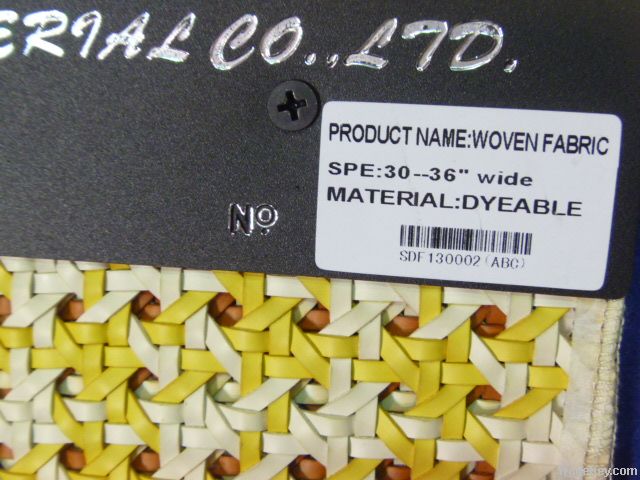 ERIAL CO.,LTD.
PRODUCT NAME:WOVEN FABRIC
SPE:30--36" wide
MATERIAL:DYEABLE
Nº
SDF130002(ABC)